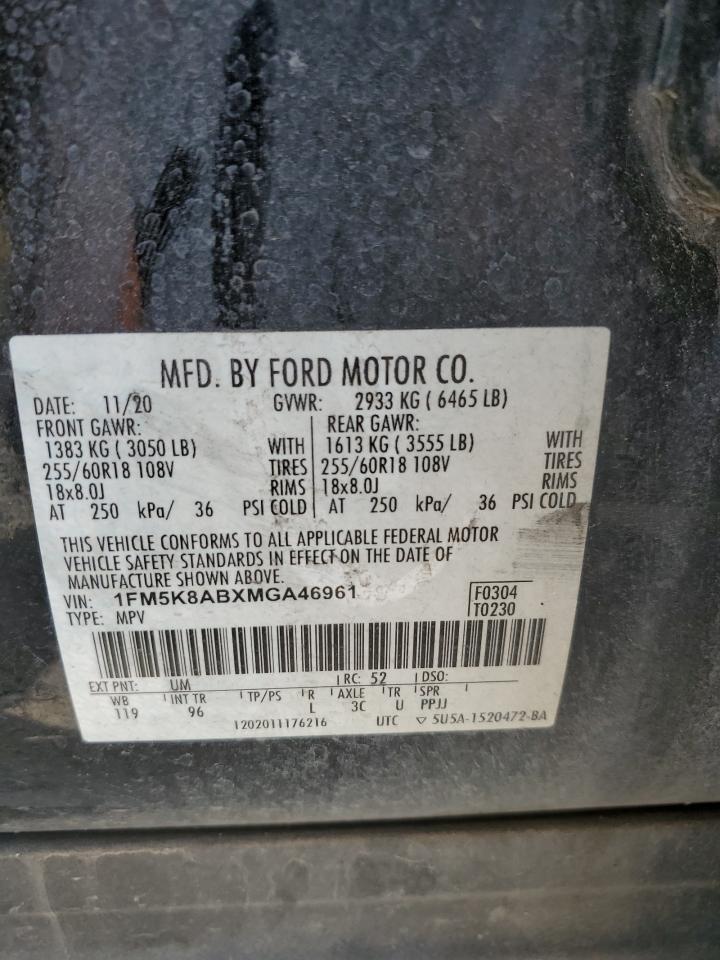 MFD. BY FORD MOTOR CO.
DATE: 11/20 GVWR: 2933 KG ( 6465 LB)
FRONT GAWR: REAR GAWR:
1383 KG ( 3050 LB) WITH 1613 KG ( 3555 LB) WITH
255/60R18 108V TIRES 255/60R18 108V TIRES
18x8.0J RIMS 18x8.0J RIMS
AT 250 kPa/ 36 PSI COLD AT 250 kPa/ 36 PSI COLD
THIS VEHICLE CONFORMS TO ALL APPLICABLE FEDERAL MOTOR
VEHICLE SAFETY STANDARDS IN EFFECT ON THE DATE OF
MANUFACTURE SHOWN ABOVE.
VIN: 1FM5K8ABXMGA46961 F0304
TYPE: MPV T0230
EXT PNT: UM RC: 52 DSO:
WB INT TR TP/PS R AXLE TR SPR
119 96 L 3C U PPJJ
1202011176216 UTC ▽ 5U5A-1520472-BA